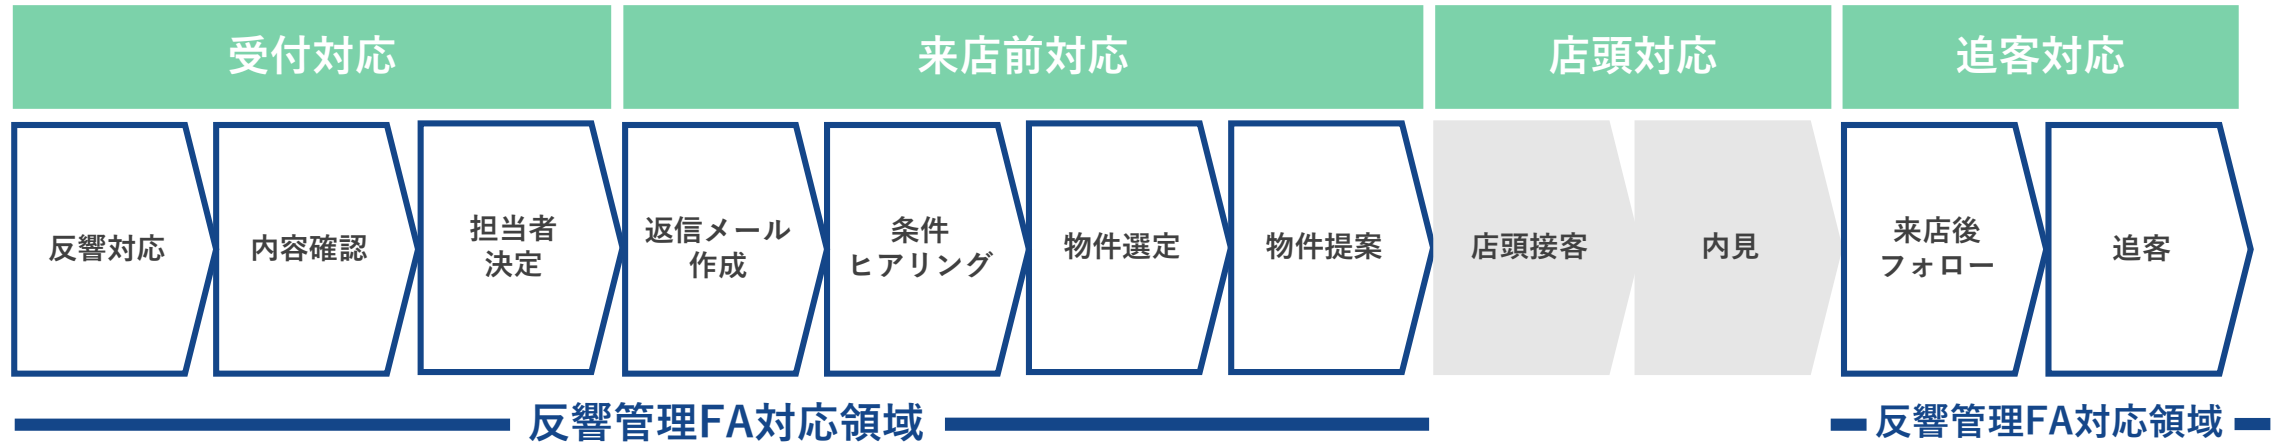 受付対応
来店前対応
店頭対応
追客対応
反響対応
内容確認
担当者
決定
返信メール
作成
条件
ヒアリング
物件選定
物件提案
店頭接客
内見
来店後
フォロー
追客
反響管理FA対応領域
反響管理FA対応領域